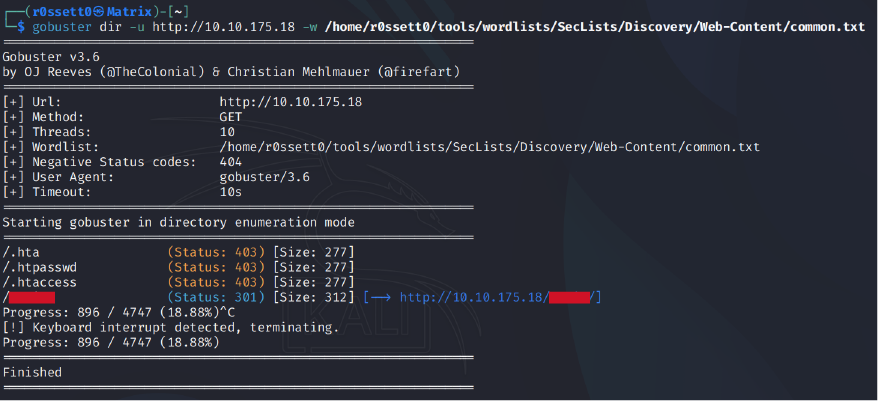 ┌──(r0ssett0㉿Matrix)-[~]
└─$ gobuster dir -u http://10.10.175.18 -w /home/r0ssett0/tools/wordlists/SecLists/Discovery/Web-Content/common.txt
===============================================================
Gobuster v3.6
by OJ Reeves (@TheColonial) & Christian Mehlmauer (@firefart)
===============================================================
[+] Url: http://10.10.175.18
[+] Method: GET
[+] Threads: 10
[+] Wordlist: /home/r0ssett0/tools/wordlists/SecLists/Discovery/Web-Content/common.txt
[+] Negative Status codes: 404
[+] User Agent: gobuster/3.6
[+] Timeout: 10s
===============================================================
Starting gobuster in directory enumeration mode
===============================================================
/.hta (Status: 403) [Size: 277]
/.htpasswd (Status: 403) [Size: 277]
/.htaccess (Status: 403) [Size: 277]
/ (Status: 301) [Size: 312] [--> http://10.10.175.18/ /]
Progress: 896 / 4747 (18.88%)^C
[!] Keyboard interrupt detected, terminating.
Progress: 896 / 4747 (18.88%)
===============================================================
Finished
===============================================================
KALI